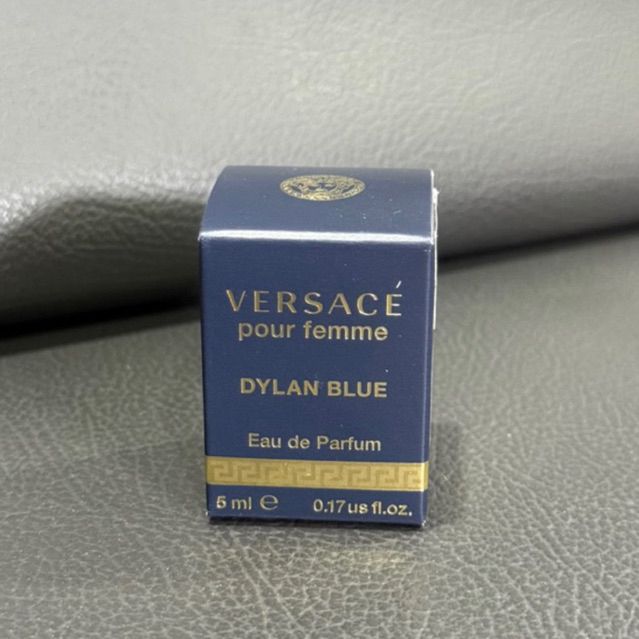 VERSACE
pour femme
DYLAN BLUE
Eau de Parfum
5 ml ℮ 0.17 us fl.oz.